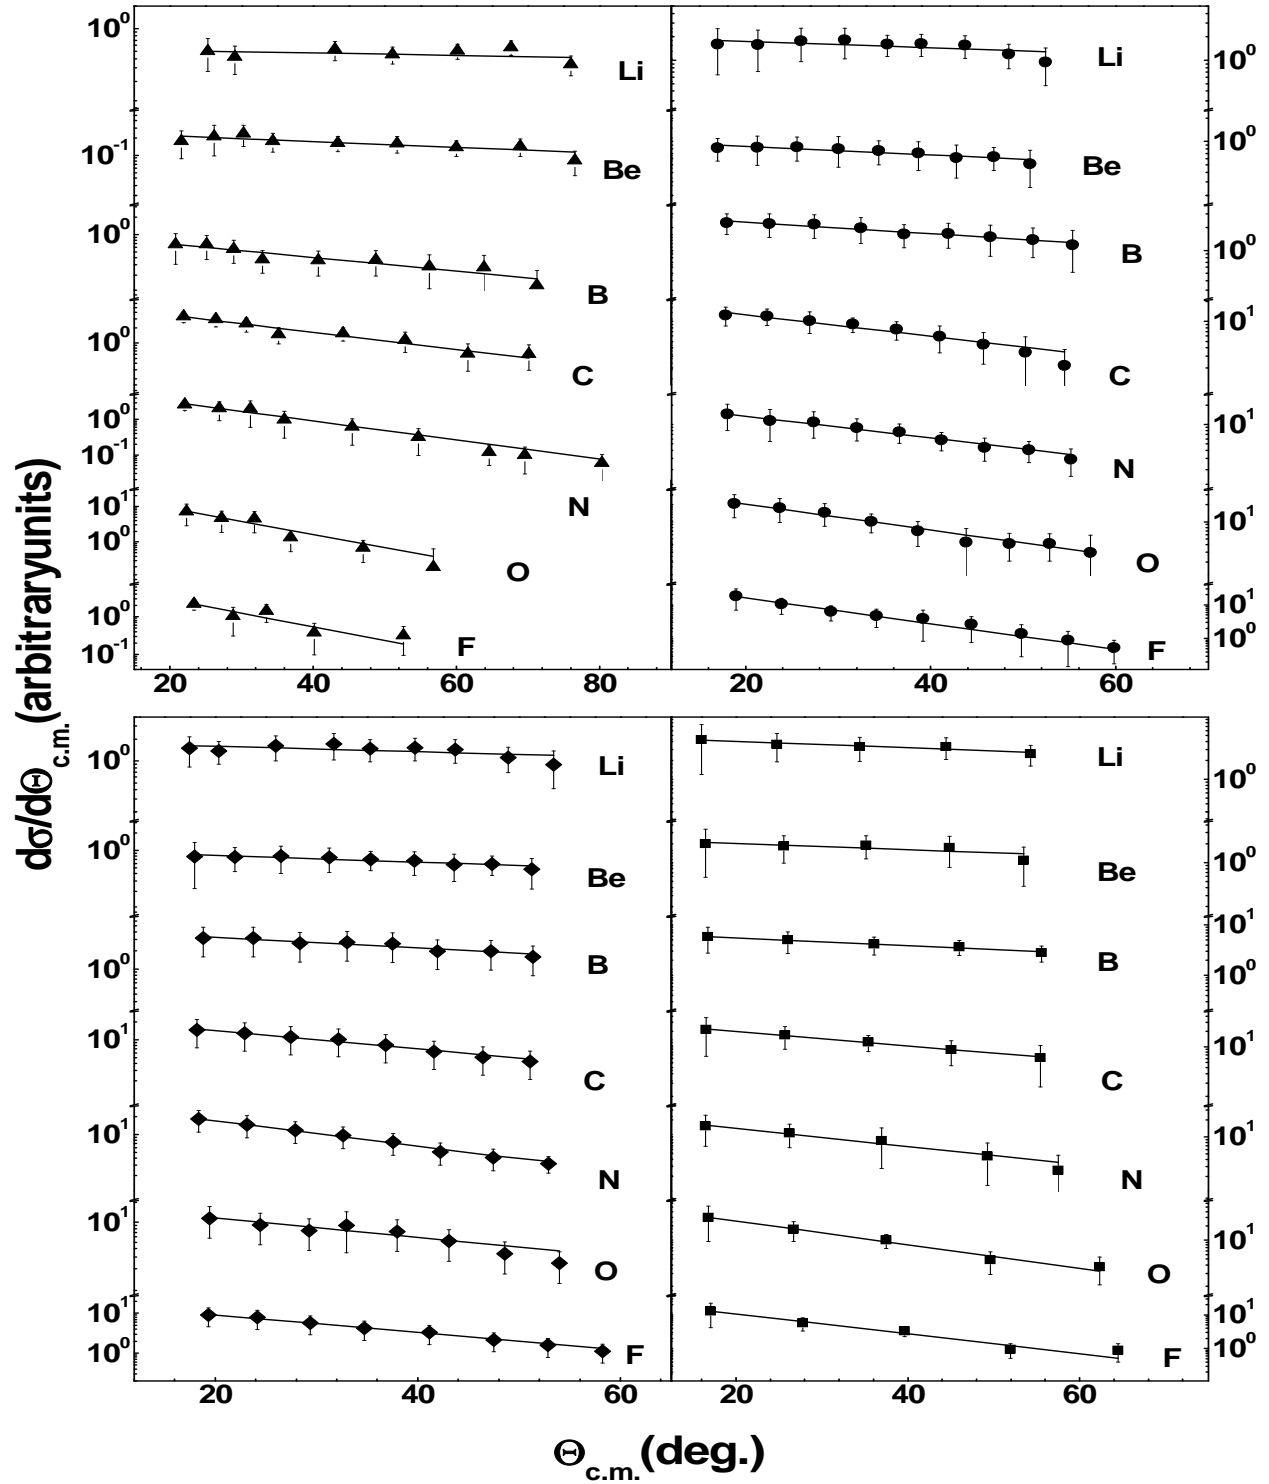 dσ/dΘc.m.(arbitraryunits)
10⁰ Li
10⁻¹ Be
10⁰ B
10⁰ C
10⁰
10⁻¹ N
10¹
10⁰ O
10⁰
10⁻¹ F
20 40 60 80
Li 10⁰
Be 10⁰
B 10⁰
C 10¹
N 10¹
O 10¹
F 10¹
10⁰
20 40 60
10⁰ Li
10⁰ Be
10⁰ B
10¹ C
10¹ N
10¹ O
10¹
10⁰ F
20 40 60
Li 10⁰
Be 10⁰
10¹
B 10⁰
C 10¹
N 10¹
O 10¹
10¹
F 10⁰
20 40 60
Θc.m.(deg.)